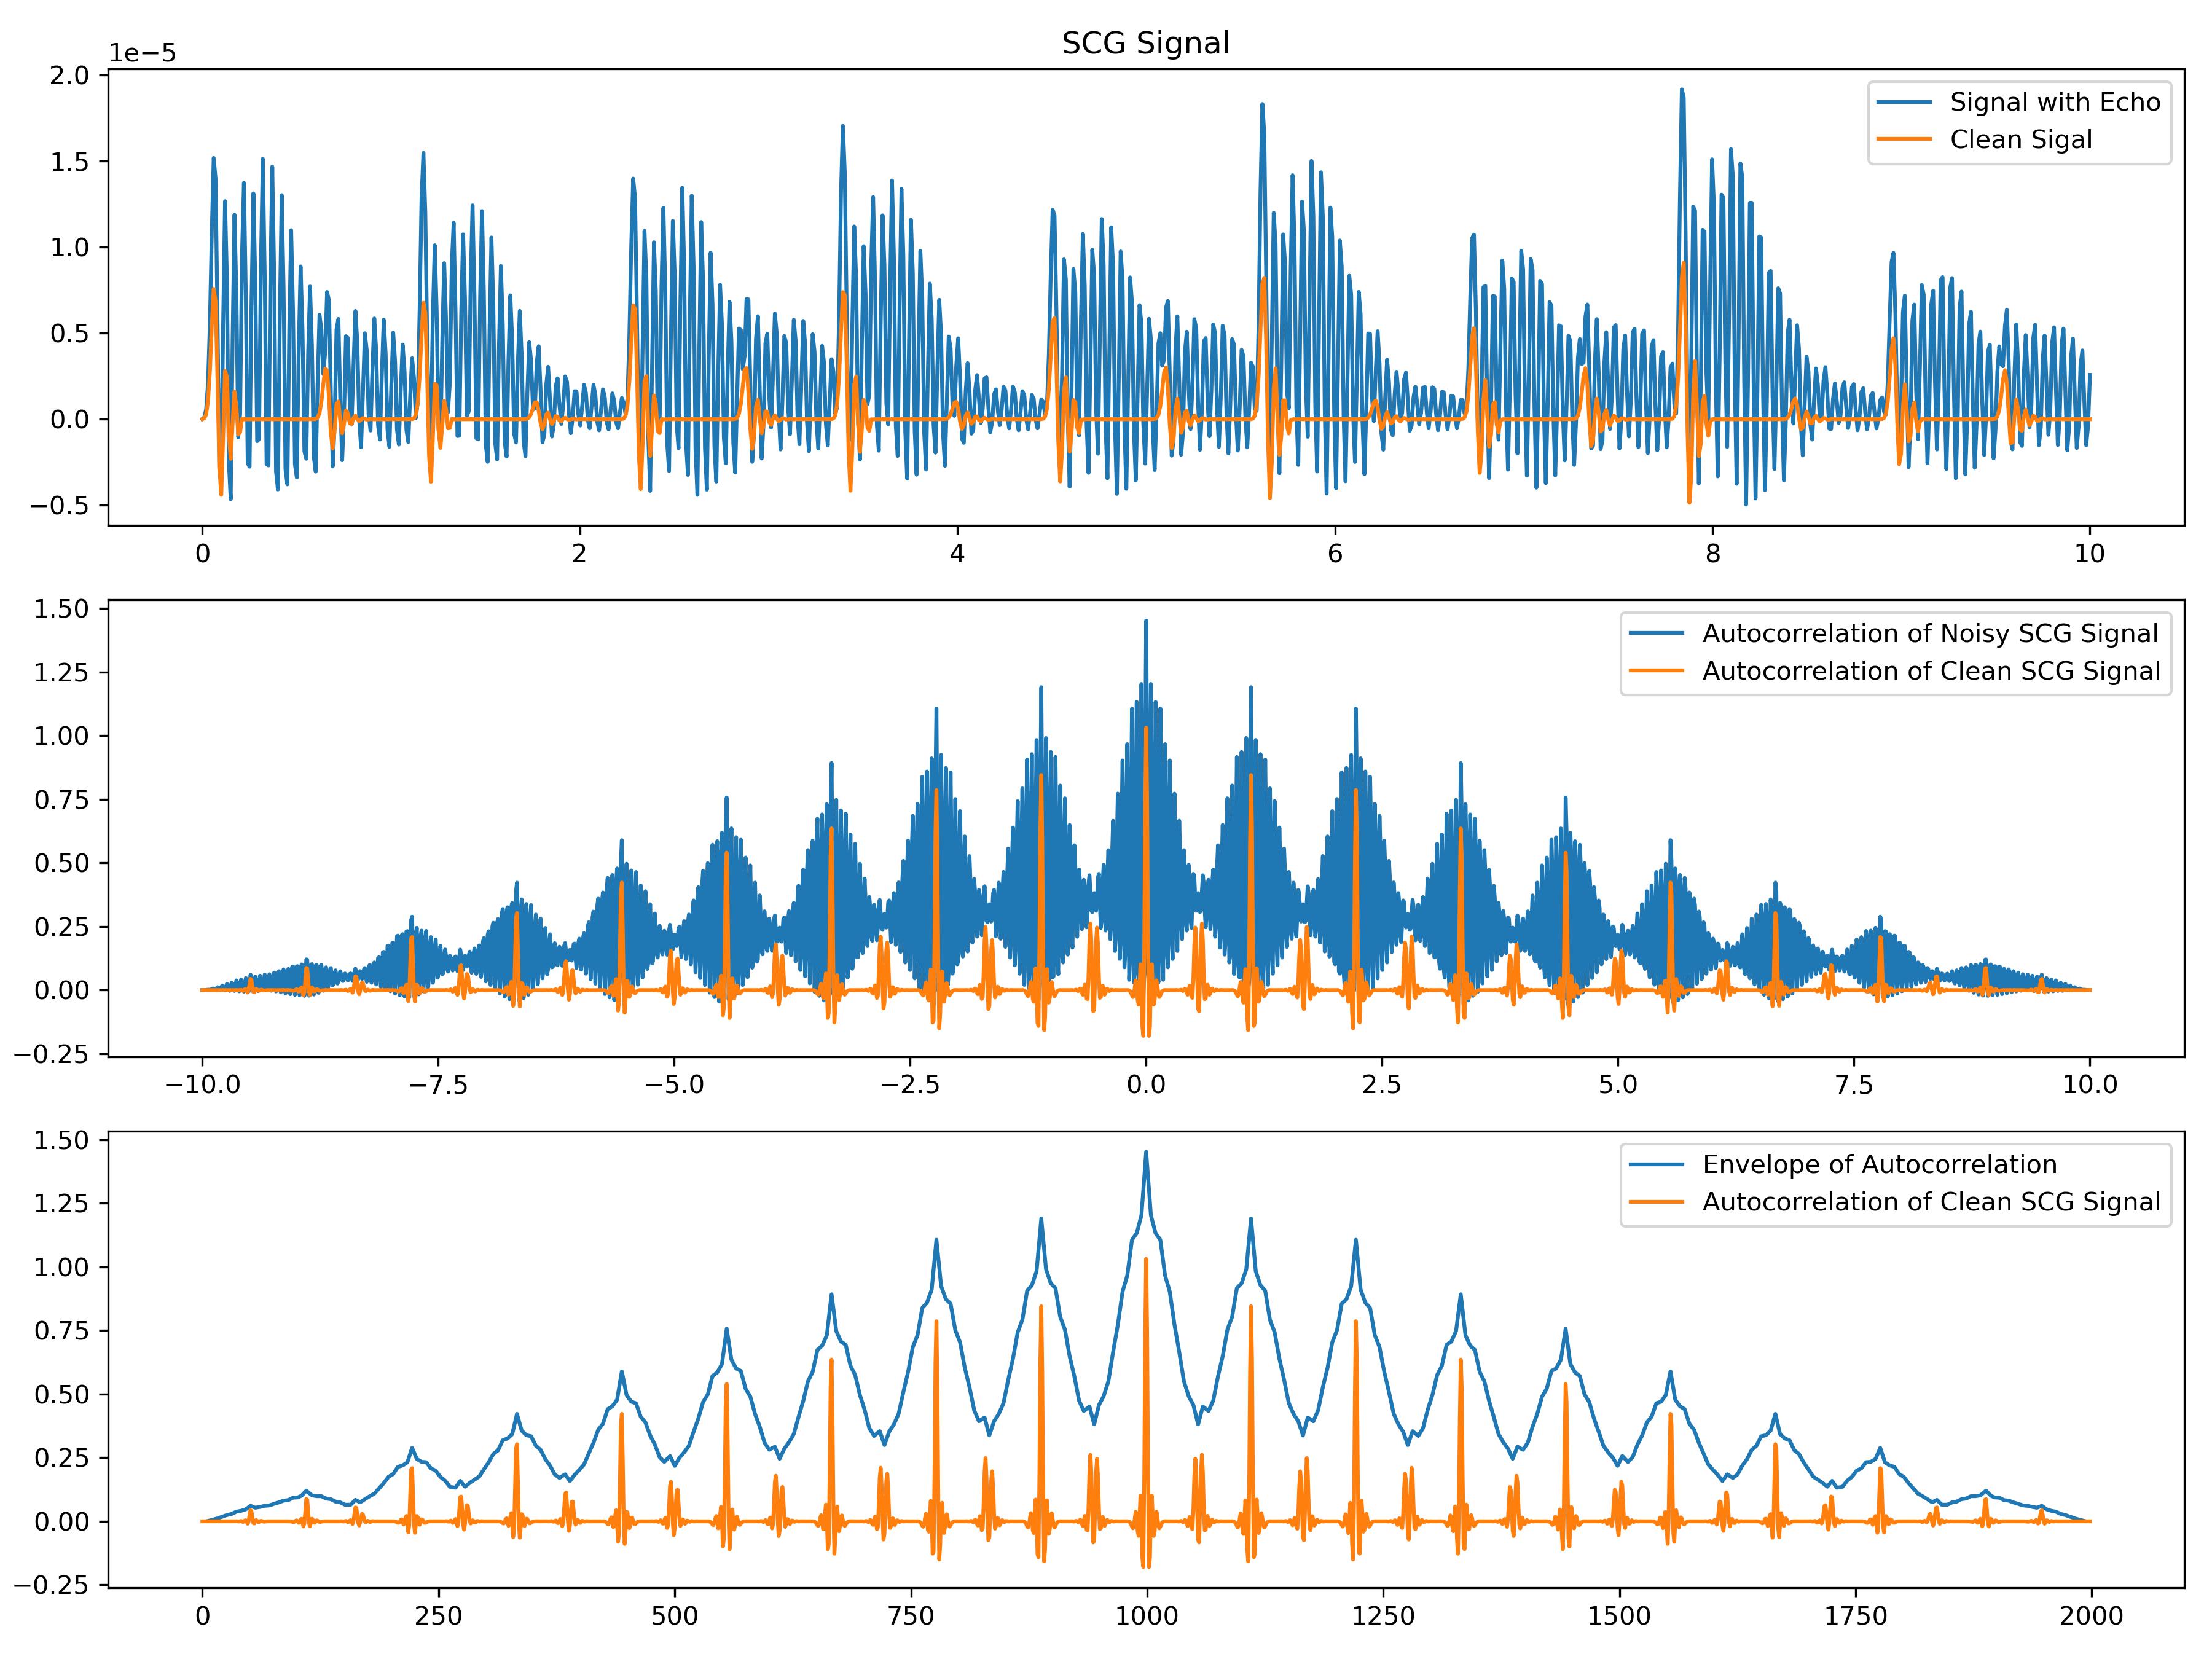 SCG Signal
1e−5
2.0
1.5
1.0
0.5
0.0
−0.5
Signal with Echo
Clean Sigal
0 2 4 6 8 10
1.50
1.25
1.00
0.75
0.50
0.25
0.00
−0.25
Autocorrelation of Noisy SCG Signal
Autocorrelation of Clean SCG Signal
−10.0 −7.5 −5.0 −2.5 0.0 2.5 5.0 7.5 10.0
1.50
1.25
1.00
0.75
0.50
0.25
0.00
−0.25
Envelope of Autocorrelation
Autocorrelation of Clean SCG Signal
0 250 500 750 1000 1250 1500 1750 2000